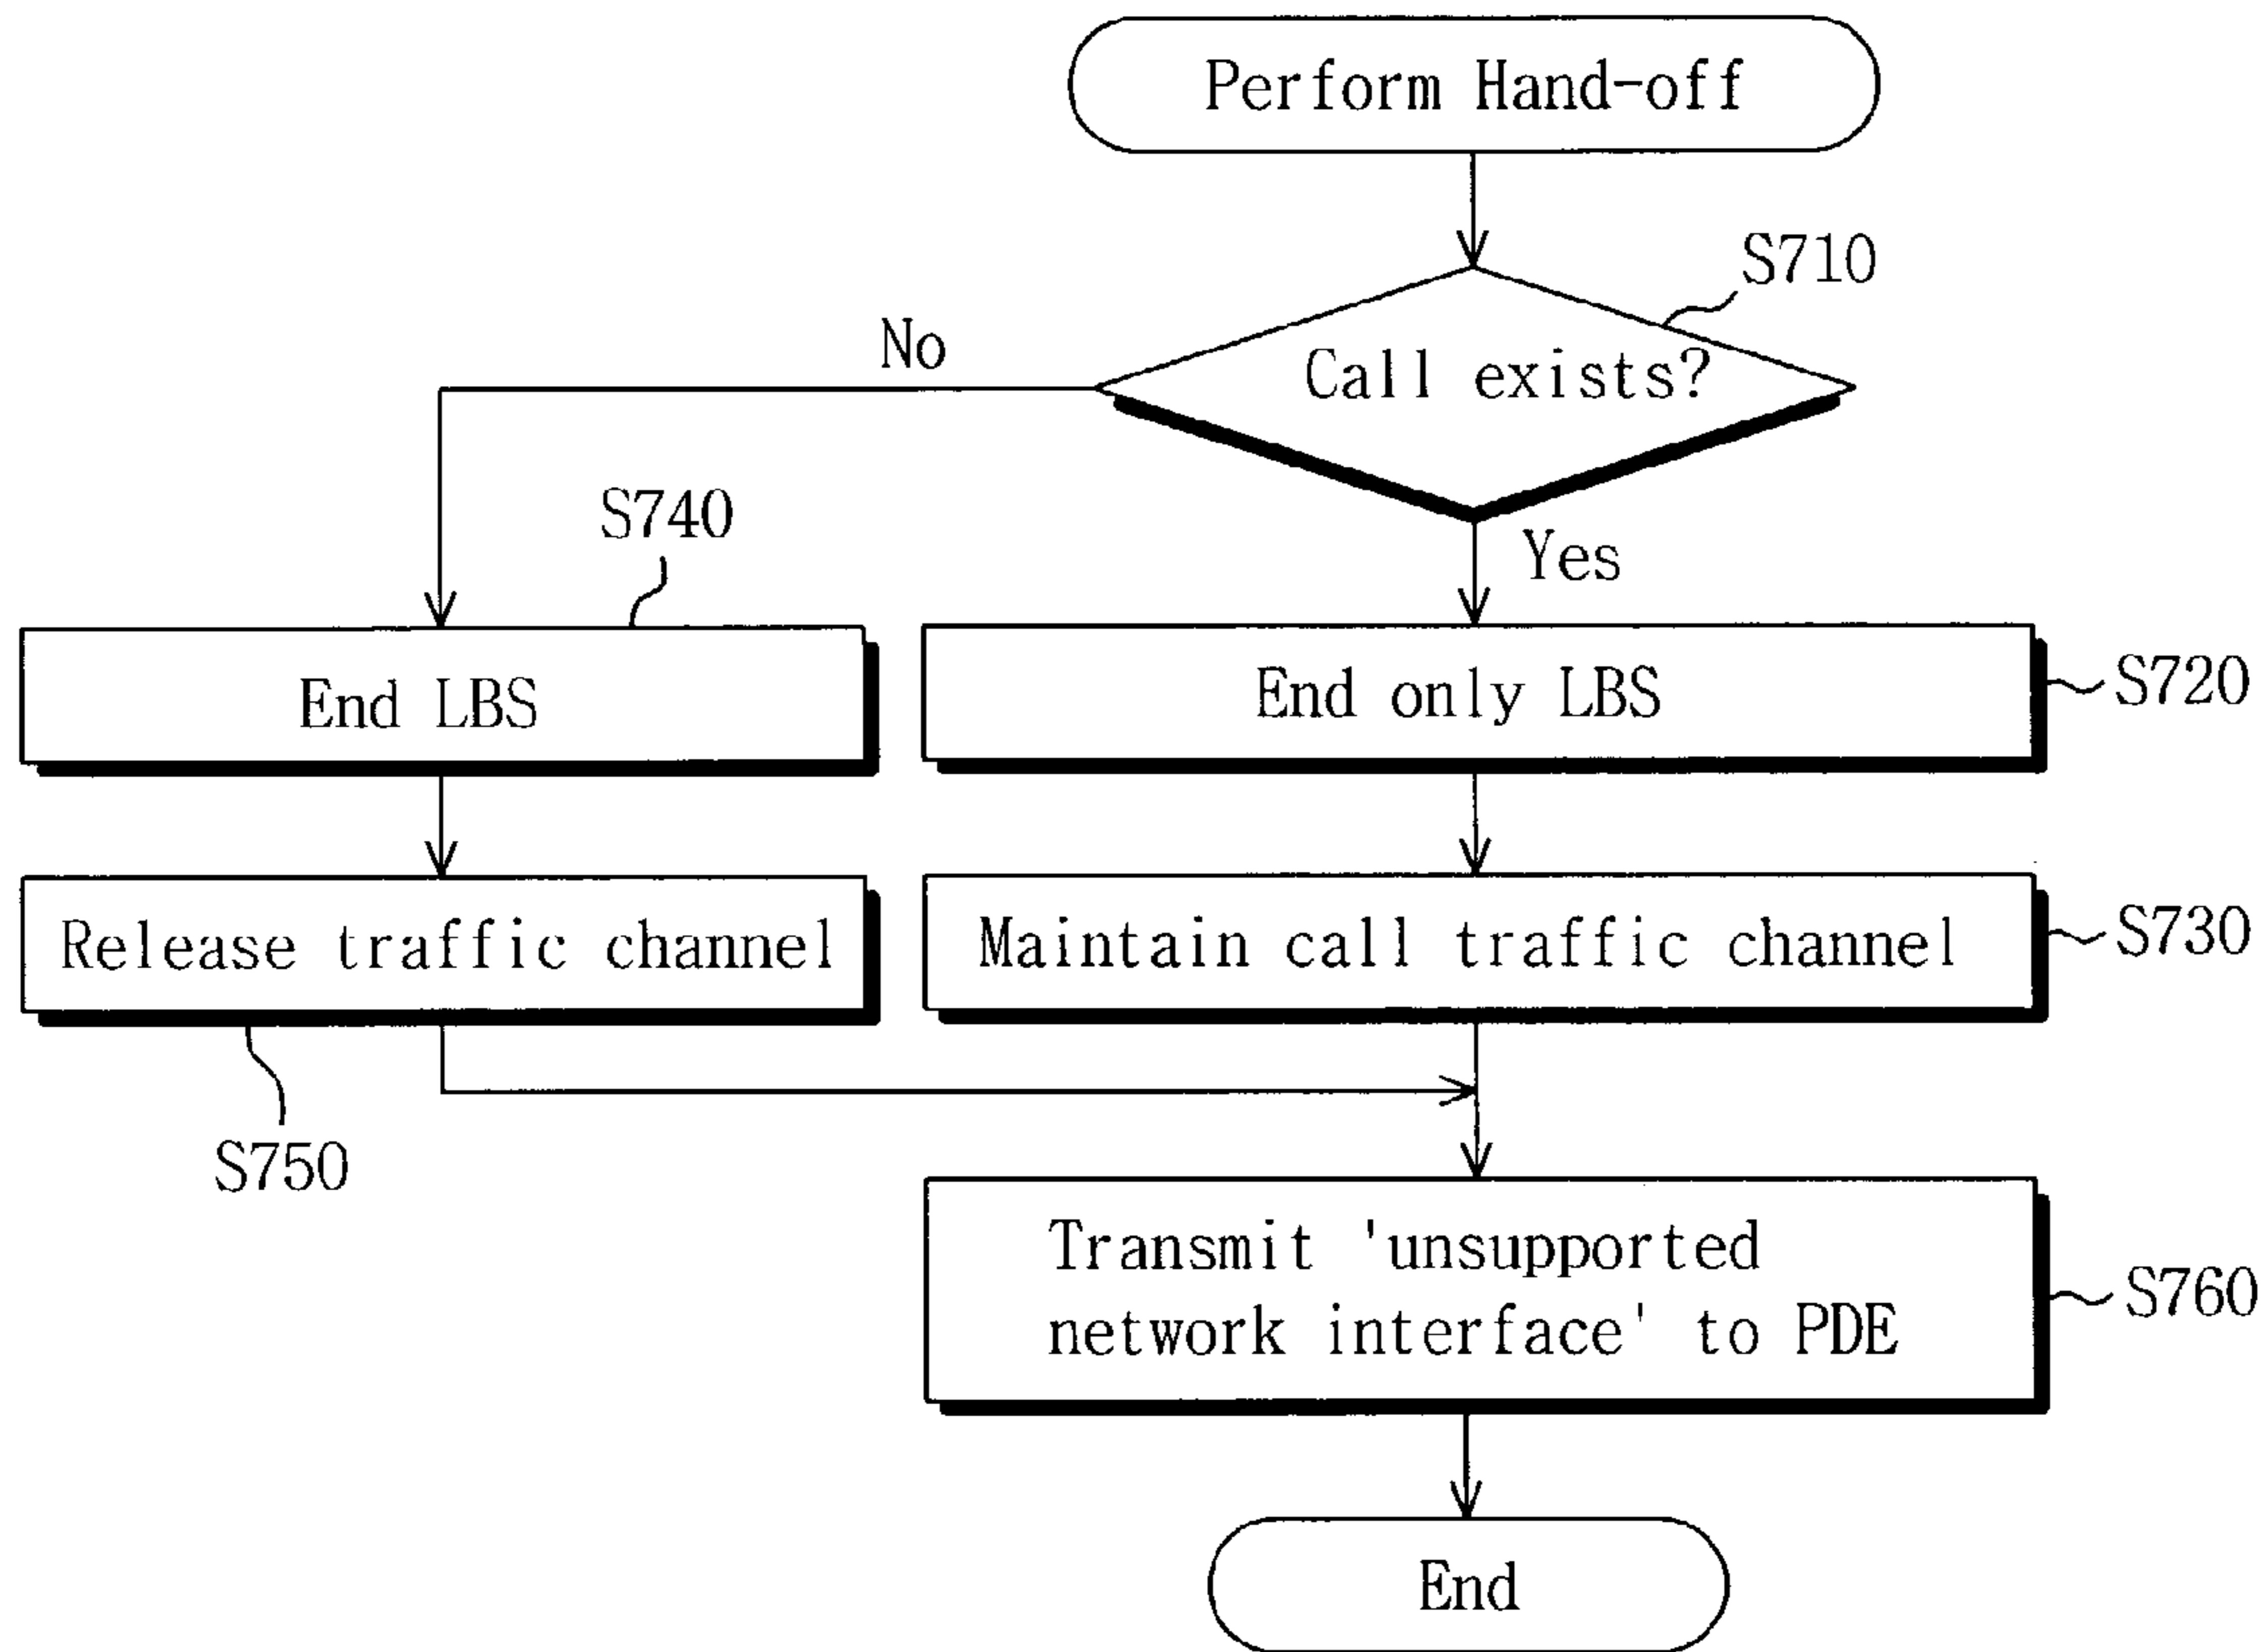 Perform Hand-off
S710
Call exists?
No
Yes
S740
End LBS
End only LBS
S720
Release traffic channel
Maintain call traffic channel
S730
S750
Transmit 'unsupported
network interface' to PDE
S760
End